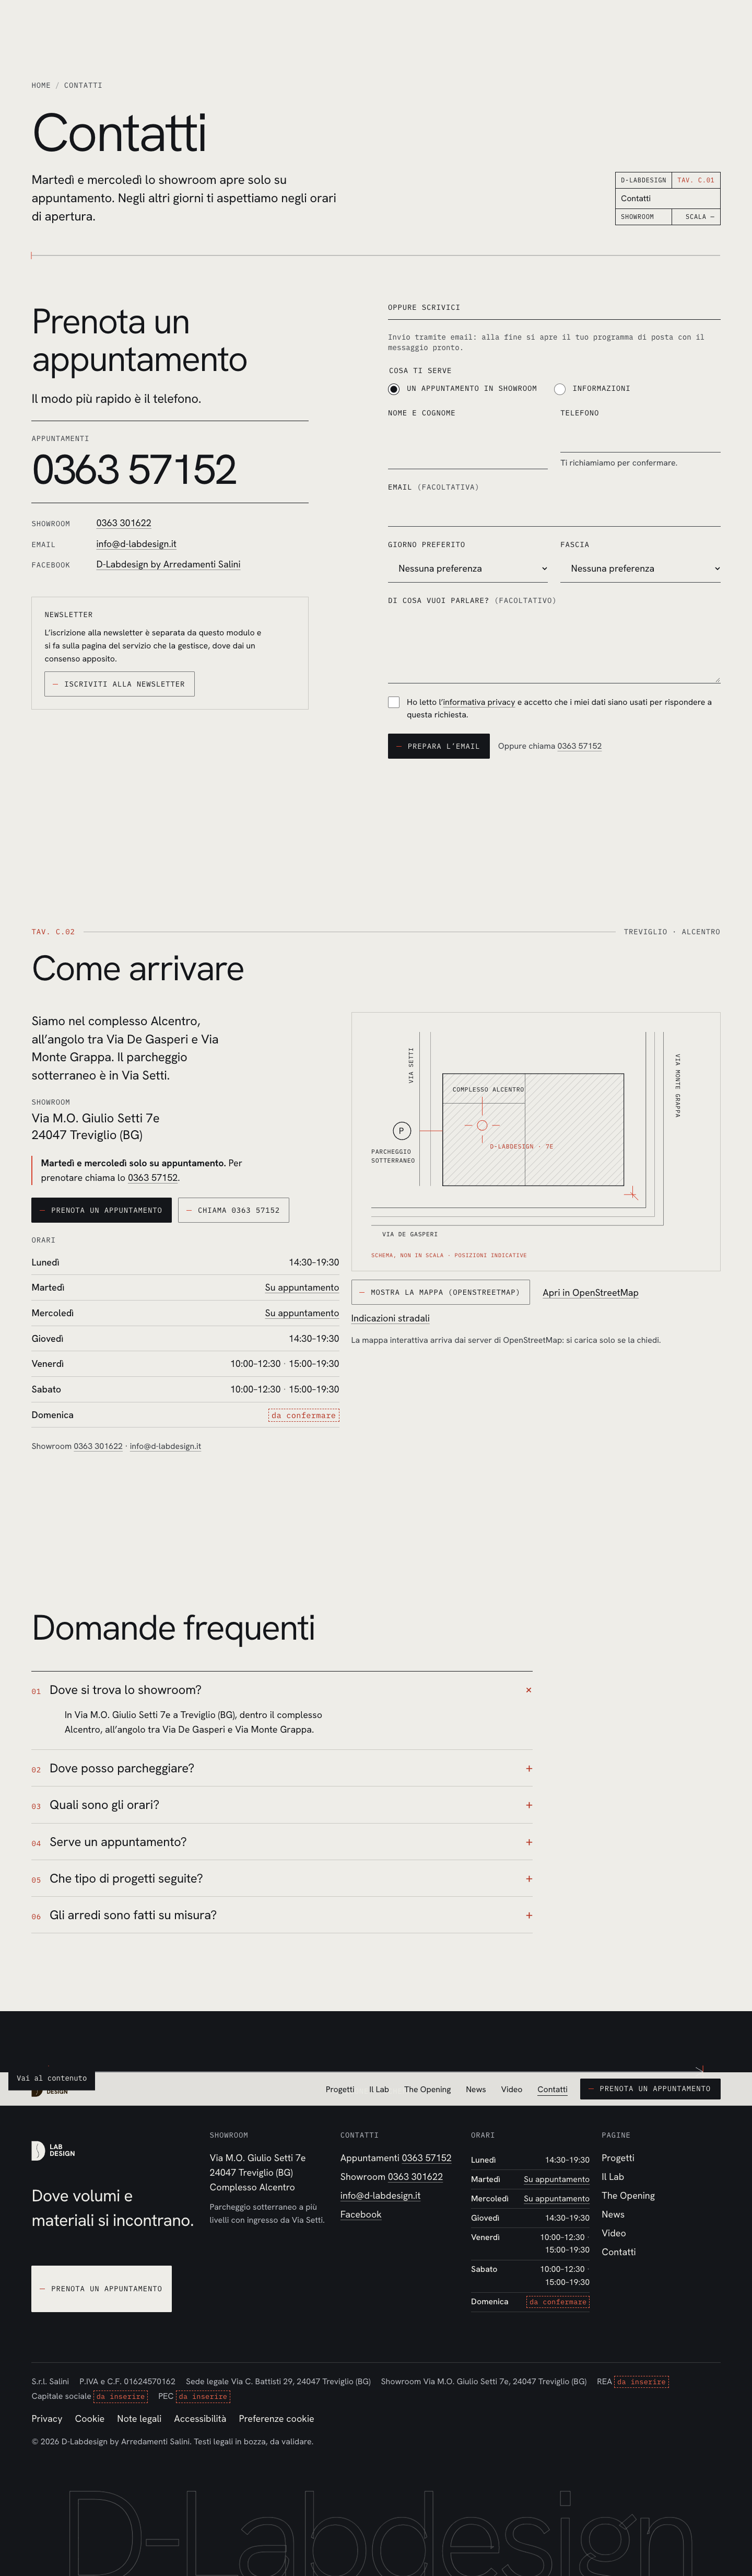 HOME / CONTATTI
Contatti
Martedì e mercoledì lo showroom apre solo su
appuntamento. Negli altri giorni ti aspettiamo negli orari
di apertura.
D-LABDESIGN TAV. C.01
Contatti
SHOWROOM SCALA —
Prenota un
appuntamento
Il modo più rapido è il telefono.
APPUNTAMENTI
0363 57152
SHOWROOM 0363 301622
EMAIL info@d-labdesign.it
FACEBOOK D-Labdesign by Arredamenti Salini
NEWSLETTER
L’iscrizione alla newsletter è separata da questo modulo e
si fa sulla pagina del servizio che la gestisce, dove dai un
consenso apposito.
— ISCRIVITI ALLA NEWSLETTER
OPPURE SCRIVICI
Invio tramite email: alla fine si apre il tuo programma di posta con il
messaggio pronto.
COSA TI SERVE
UN APPUNTAMENTO IN SHOWROOM INFORMAZIONI
NOME E COGNOME TELEFONO
Ti richiamiamo per confermare.
EMAIL (FACOLTATIVA)
GIORNO PREFERITO FASCIA
Nessuna preferenza Nessuna preferenza
DI COSA VUOI PARLARE? (FACOLTATIVO)
Ho letto l’informativa privacy e accetto che i miei dati siano usati per rispondere a
questa richiesta.
— PREPARA L’EMAIL Oppure chiama 0363 57152
TAV. C.02 TREVIGLIO · ALCENTRO
Come arrivare
Siamo nel complesso Alcentro,
all’angolo tra Via De Gasperi e Via
Monte Grappa. Il parcheggio
sotterraneo è in Via Setti.
SHOWROOM
Via M.O. Giulio Setti 7e
24047 Treviglio (BG)
Martedì e mercoledì solo su appuntamento. Per
prenotare chiama lo 0363 57152.
— PRENOTA UN APPUNTAMENTO — CHIAMA 0363 57152
ORARI
Lunedì 14:30–19:30
Martedì Su appuntamento
Mercoledì Su appuntamento
Giovedì 14:30–19:30
Venerdì 10:00–12:30 · 15:00–19:30
Sabato 10:00–12:30 · 15:00–19:30
Domenica da confermare
Showroom 0363 301622 · info@d-labdesign.it
VIA SETTI
VIA MONTE GRAPPA
COMPLESSO ALCENTRO
P
D-LABDESIGN · 7E
PARCHEGGIO
SOTTERRANEO
VIA DE GASPERI
SCHEMA, NON IN SCALA · POSIZIONI INDICATIVE
— MOSTRA LA MAPPA (OPENSTREETMAP) Apri in OpenStreetMap
Indicazioni stradali
La mappa interattiva arriva dai server di OpenStreetMap: si carica solo se la chiedi.
Domande frequenti
01 Dove si trova lo showroom? ×
In Via M.O. Giulio Setti 7e a Treviglio (BG), dentro il complesso
Alcentro, all’angolo tra Via De Gasperi e Via Monte Grappa.
02 Dove posso parcheggiare? +
03 Quali sono gli orari? +
04 Serve un appuntamento? +
05 Che tipo di progetti seguite? +
06 Gli arredi sono fatti su misura? +
Vai al contenuto
DESIGN
Progetti Il Lab The Opening News Video Contatti — PRENOTA UN APPUNTAMENTO
LAB
DESIGN
Dove volumi e
materiali si incontrano.
— PRENOTA UN APPUNTAMENTO
SHOWROOM
Via M.O. Giulio Setti 7e
24047 Treviglio (BG)
Complesso Alcentro
Parcheggio sotterraneo a più
livelli con ingresso da Via Setti.
CONTATTI
Appuntamenti 0363 57152
Showroom 0363 301622
info@d-labdesign.it
Facebook
ORARI
Lunedì 14:30–19:30
Martedì Su appuntamento
Mercoledì Su appuntamento
Giovedì 14:30–19:30
Venerdì 10:00–12:30 ·
15:00–19:30
Sabato 10:00–12:30 ·
15:00–19:30
Domenica da confermare
PAGINE
Progetti
Il Lab
The Opening
News
Video
Contatti
S.r.l. Salini P.IVA e C.F. 01624570162 Sede legale Via C. Battisti 29, 24047 Treviglio (BG) Showroom Via M.O. Giulio Setti 7e, 24047 Treviglio (BG) REA da inserire
Capitale sociale da inserire PEC da inserire
Privacy Cookie Note legali Accessibilità Preferenze cookie
© 2026 D-Labdesign by Arredamenti Salini. Testi legali in bozza, da validare.
D-Labdesign